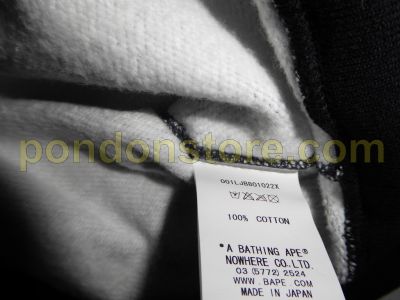 pondonstore.com
001LJB801022X
100% COTTON
*A BATHING APE®
NOWHERE CO.LTD.
03 (5772) 2524
WWW.BAPE.COM
MADE IN JAPAN